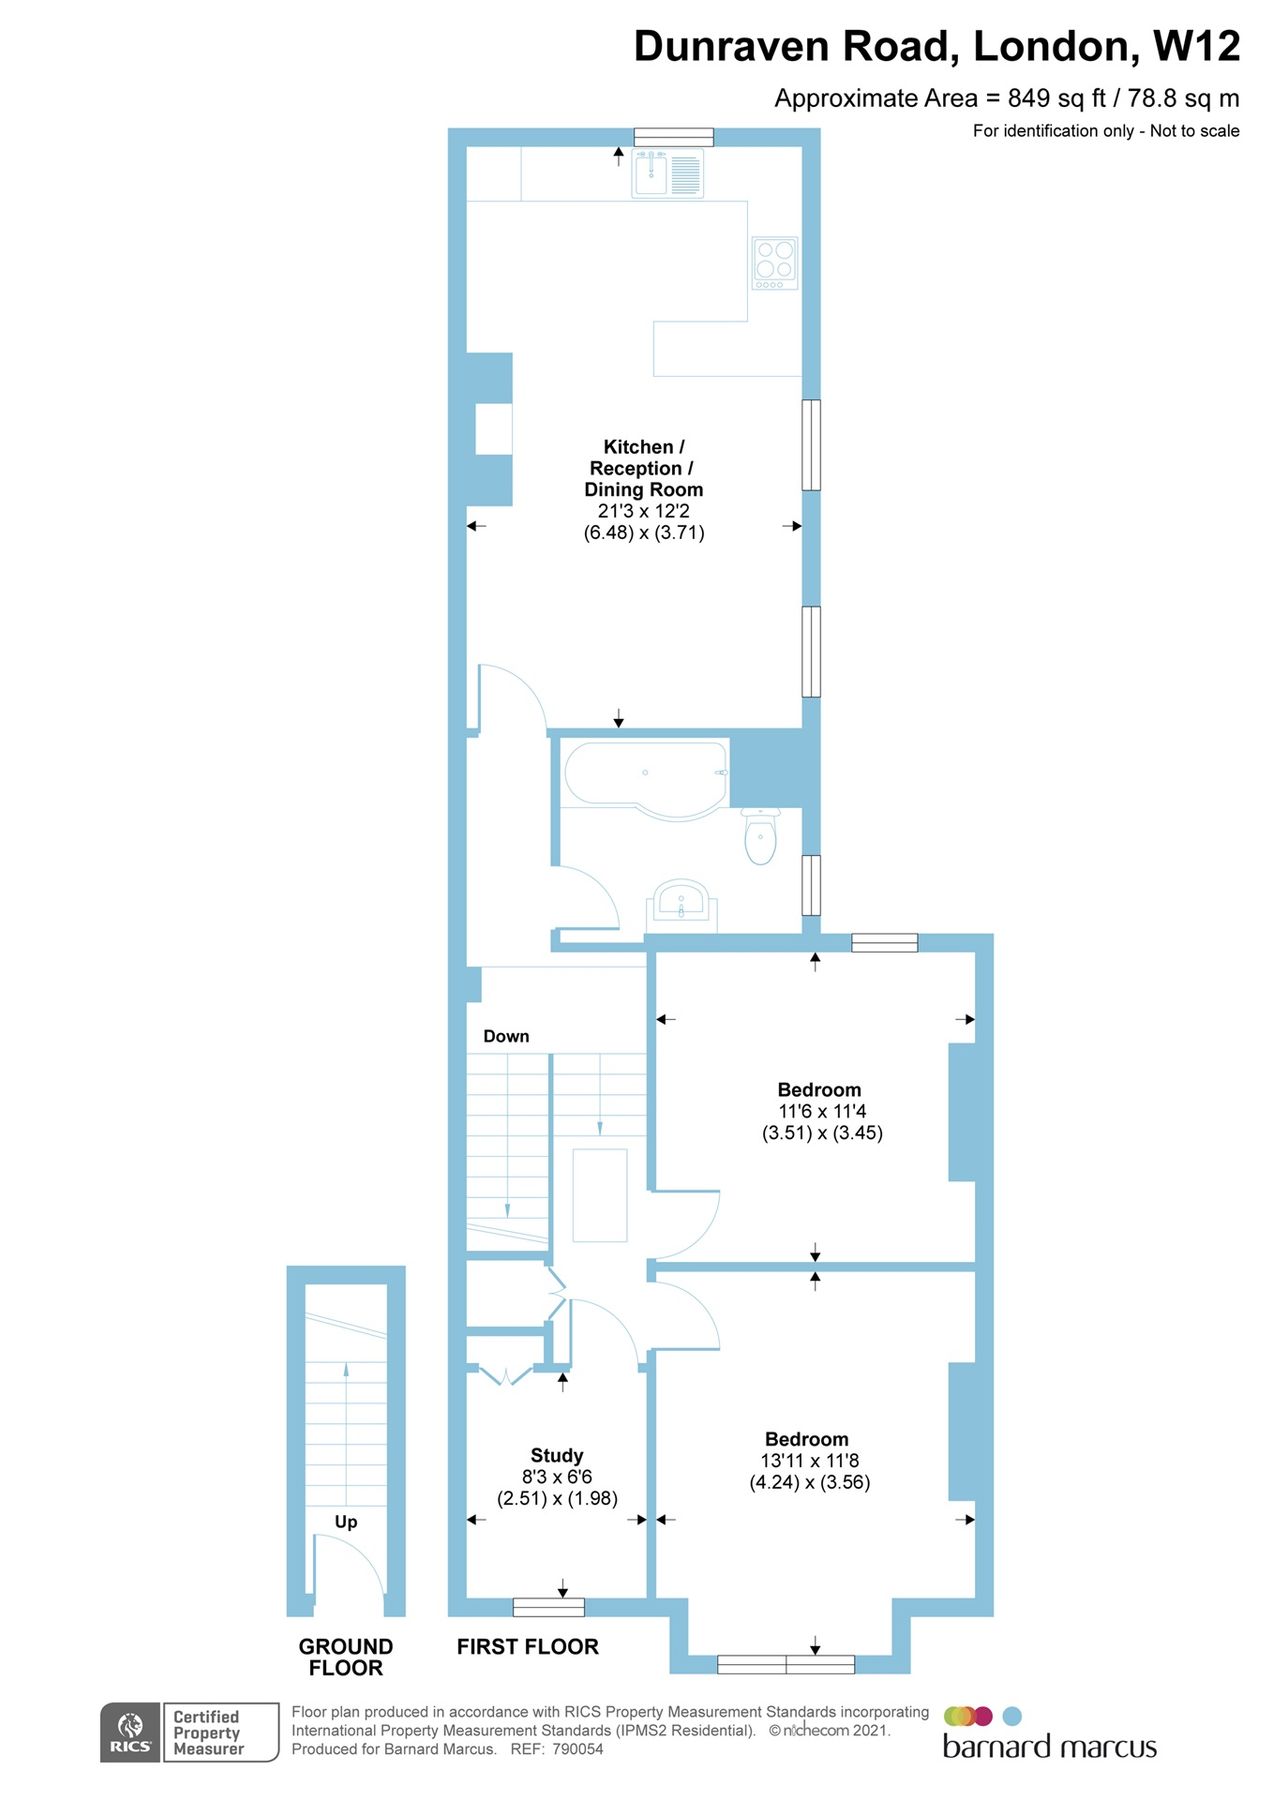 Dunraven Road, London, W12
Approximate Area = 849 sq ft / 78.8 sq m
For identification only - Not to scale
Kitchen /
Reception /
Dining Room
21'3 x 12'2
(6.48) x (3.71)
Down
Bedroom
11'6 x 11'4
(3.51) x (3.45)
Bedroom
13'11 x 11'8
(4.24) x (3.56)
Study
8'3 x 6'6
(2.51) x (1.98)
Up
GROUND
FLOOR
FIRST FLOOR
RICS
Certified
Property
Measurer
Floor plan produced in accordance with RICS Property Measurement Standards incorporating
International Property Measurement Standards (IPMS2 Residential). © nichecom 2021.
Produced for Barnard Marcus. REF: 790054
barnard marcus